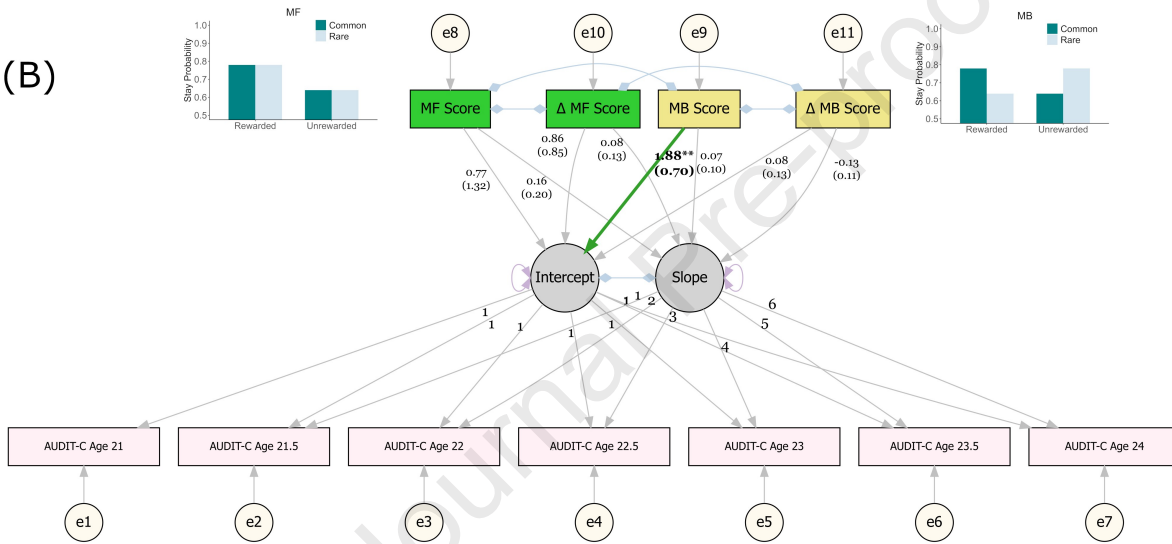 (B)
MF
Stay Probability
1.0
0.9
0.8
0.7
0.6
0.5
Common
Rare
Rewarded
Unrewarded
e8
e10
e9
e11
MB
Stay Probability
1.0
0.9
0.8
0.7
0.6
0.5
Common
Rare
Rewarded
Unrewarded
MF Score
Δ MF Score
MB Score
Δ MB Score
0.77
(1.32)
0.16
(0.20)
0.86
(0.85)
0.08
(0.13)
1.88**
(0.70)
0.07
(0.10)
0.08
(0.13)
-0.13
(0.11)
Intercept
Slope
1
1
1
1
1
1
1
2
3
4
5
6
AUDIT-C Age 21
AUDIT-C Age 21.5
AUDIT-C Age 22
AUDIT-C Age 22.5
AUDIT-C Age 23
AUDIT-C Age 23.5
AUDIT-C Age 24
e1
e2
e3
e4
e5
e6
e7
Journal Pre-proo